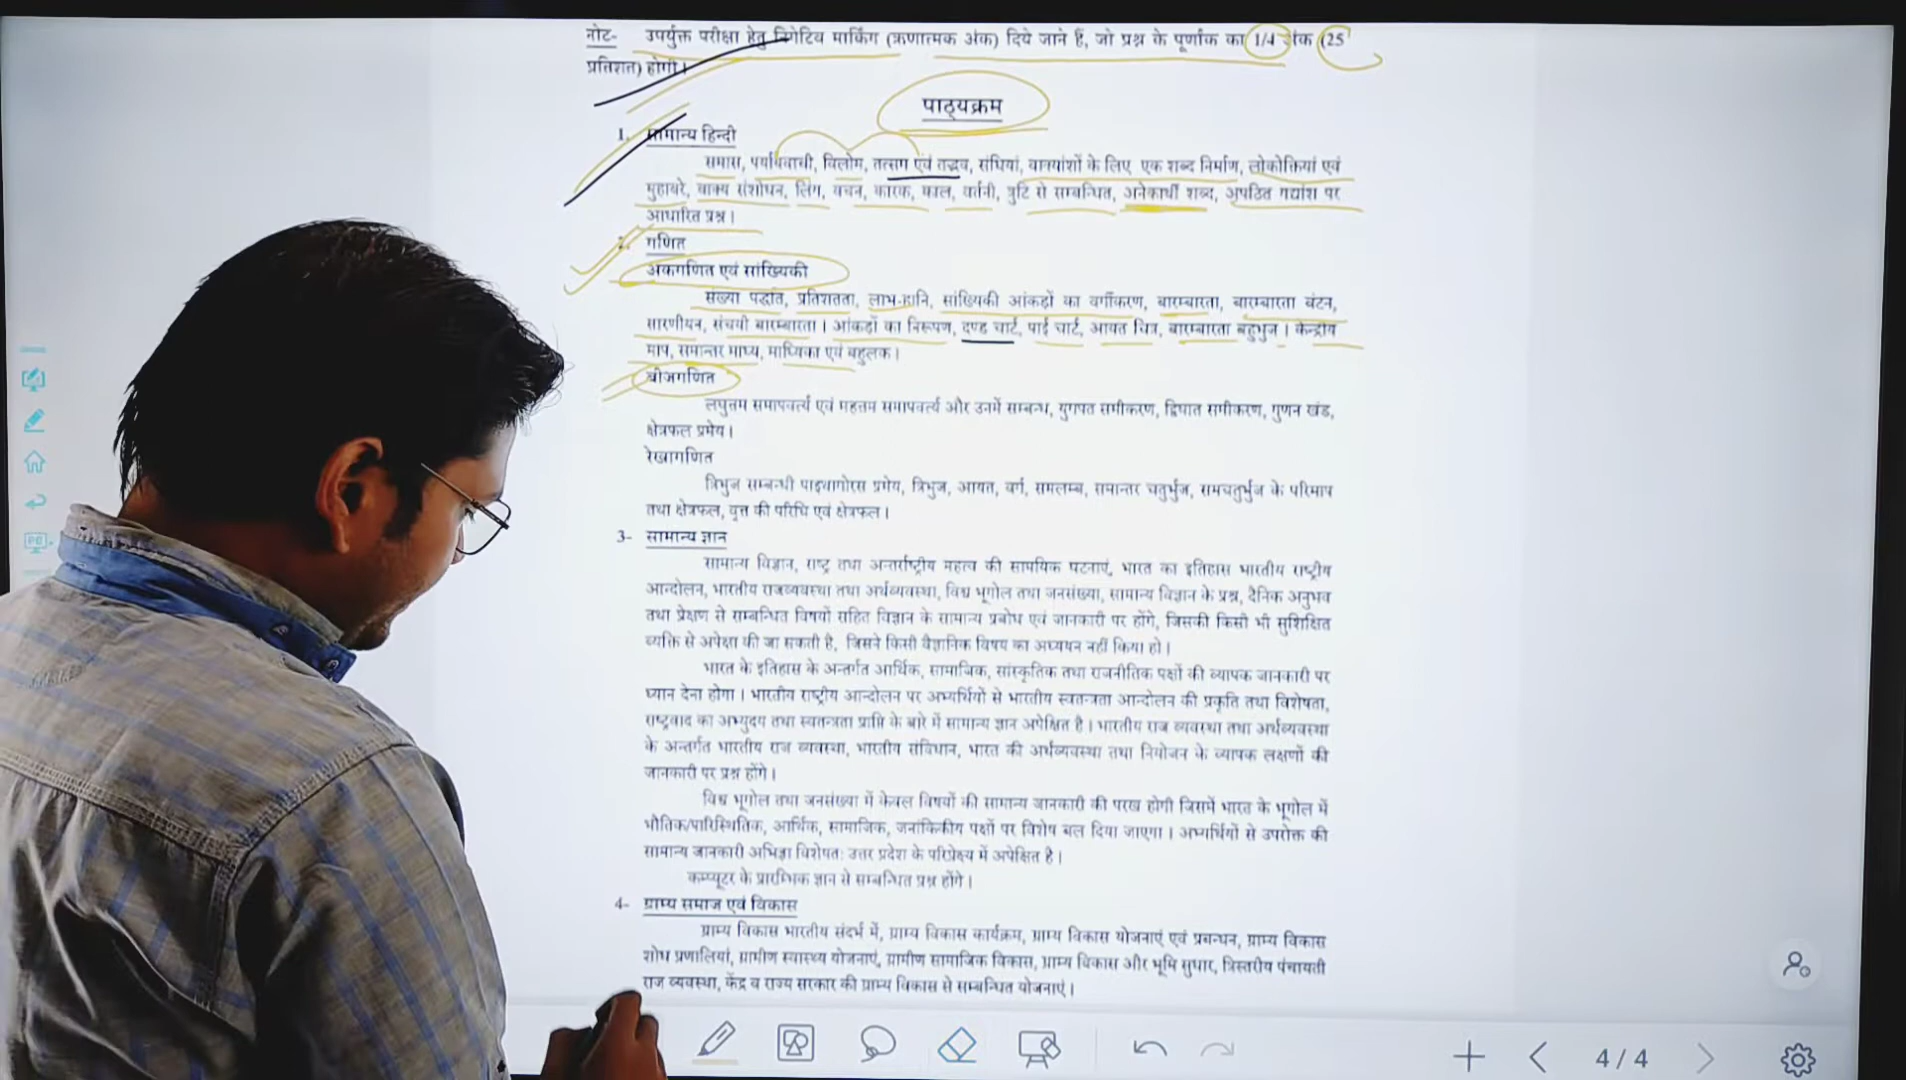 नोट- उपर्युक्त परीक्षा हेतु निगेटिव मार्किंग (ऋणात्मक अंक) दिये जाने हैं, जो प्रश्न के पूर्णांक का 1/4 अंक (25
प्रतिशत) होगी।
पाठ्यक्रम
1. सामान्य हिन्दी
समास, पर्यायवाची, विलोम, तत्सम एवं तद्भव, संधियां, वाक्यांशों के लिए एक शब्द निर्माण, लोकोक्तियां एवं
मुहावरे, वाक्य संशोधन, लिंग, वचन, कारक, काल, वर्तनी, त्रुटि से सम्बन्धित, अनेकार्थी शब्द, अपठित गद्यांश पर
आधारित प्रश्न।
2. गणित
अंकगणित एवं सांख्यिकी
संख्या पद्धति, प्रतिशतता, लाभ-हानि, सांख्यिकी आंकड़ों का वर्गीकरण, बारम्बारता, बारम्बारता बंटन,
सारणीयन, संचयी बारम्बारता। आंकड़ों का निरूपण, दण्ड चार्ट, पाई चार्ट, आयत चित्र, बारम्बारता बहुभुज। केन्द्रीय
माप, समान्तर माध्य, माध्यिका एवं बहुलक।
बीजगणित
लघुत्तम समापवर्त्य एवं महत्तम समापवर्त्य और उनमें सम्बन्ध, युगपत समीकरण, द्विघात समीकरण, गुणन खंड,
क्षेत्रफल प्रमेय।
रेखागणित
त्रिभुज सम्बन्धी पाइथागोरस प्रमेय, त्रिभुज, आयत, वर्ग, समलम्ब, समान्तर चतुर्भुज, समचतुर्भुज के परिमाप
तथा क्षेत्रफल, वृत्त की परिधि एवं क्षेत्रफल।
3- सामान्य ज्ञान
सामान्य विज्ञान, राष्ट्र तथा अन्तर्राष्ट्रीय महत्व की सामयिक घटनाएं, भारत का इतिहास भारतीय राष्ट्रीय
आन्दोलन, भारतीय राजव्यवस्था तथा अर्थव्यवस्था, विश्व भूगोल तथा जनसंख्या, सामान्य विज्ञान के प्रश्न, दैनिक अनुभव
तथा प्रेक्षण से सम्बन्धित विषयों सहित विज्ञान के सामान्य प्रबोध एवं जानकारी पर होंगे, जिसकी किसी भी सुशिक्षित
व्यक्ति से अपेक्षा की जा सकती है, जिसने किसी वैज्ञानिक विषय का अध्ययन नहीं किया हो।
भारत के इतिहास के अन्तर्गत आर्थिक, सामाजिक, सांस्कृतिक तथा राजनीतिक पक्षों की व्यापक जानकारी पर
ध्यान देना होगा। भारतीय राष्ट्रीय आन्दोलन पर अभ्यर्थियों से भारतीय स्वतन्त्रता आन्दोलन की प्रकृति तथा विशेषता,
राष्ट्रवाद का अभ्युदय तथा स्वतन्त्रता प्राप्ति के बारे में सामान्य ज्ञान अपेक्षित है। भारतीय राज व्यवस्था तथा अर्थव्यवस्था
के अन्तर्गत भारतीय राज व्यवस्था, भारतीय संविधान, भारत की अर्थव्यवस्था तथा नियोजन के व्यापक लक्षणों की
जानकारी पर प्रश्न होंगे।
विश्व भूगोल तथा जनसंख्या में केवल विषयों की सामान्य जानकारी की परख होगी जिसमें भारत के भूगोल में
भौतिक/पारिस्थितिक, आर्थिक, सामाजिक, जनांकिकीय पक्षों पर विशेष बल दिया जाएगा। अभ्यर्थियों से उपरोक्त की
सामान्य जानकारी अभिज्ञा विशेषतः उत्तर प्रदेश के परिप्रेक्ष्य में अपेक्षित है।
कम्प्यूटर के प्रारम्भिक ज्ञान से सम्बन्धित प्रश्न होंगे।
4- ग्राम्य समाज एवं विकास
ग्राम्य विकास भारतीय संदर्भ में, ग्राम्य विकास कार्यक्रम, ग्राम्य विकास योजनाएं एवं प्रबन्धन, ग्राम्य विकास
शोध प्रणालियां, ग्रामीण स्वास्थ्य योजनाएं, ग्रामीण सामाजिक विकास, ग्राम्य विकास और भूमि सुधार, त्रिस्तरीय पंचायती
राज व्यवस्था, केंद्र व राज्य सरकार की ग्राम्य विकास से सम्बन्धित योजनाएं।
4 / 4